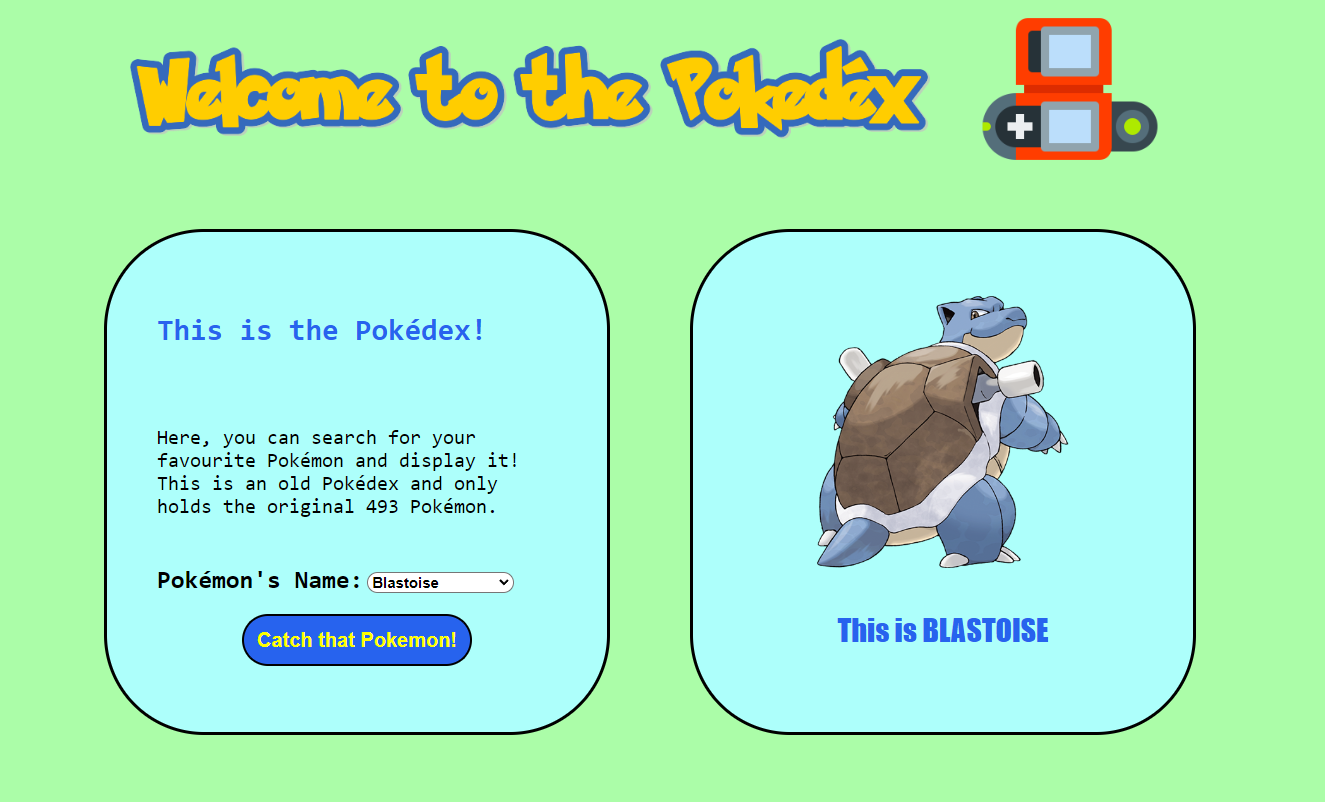 Welcome to the Pokedéx
This is the Pokédex!
Here, you can search for your
favourite Pokémon and display it!
This is an old Pokédex and only
holds the original 493 Pokémon.
Pokémon's Name: Blastoise
Catch that Pokemon!
This is BLASTOISE